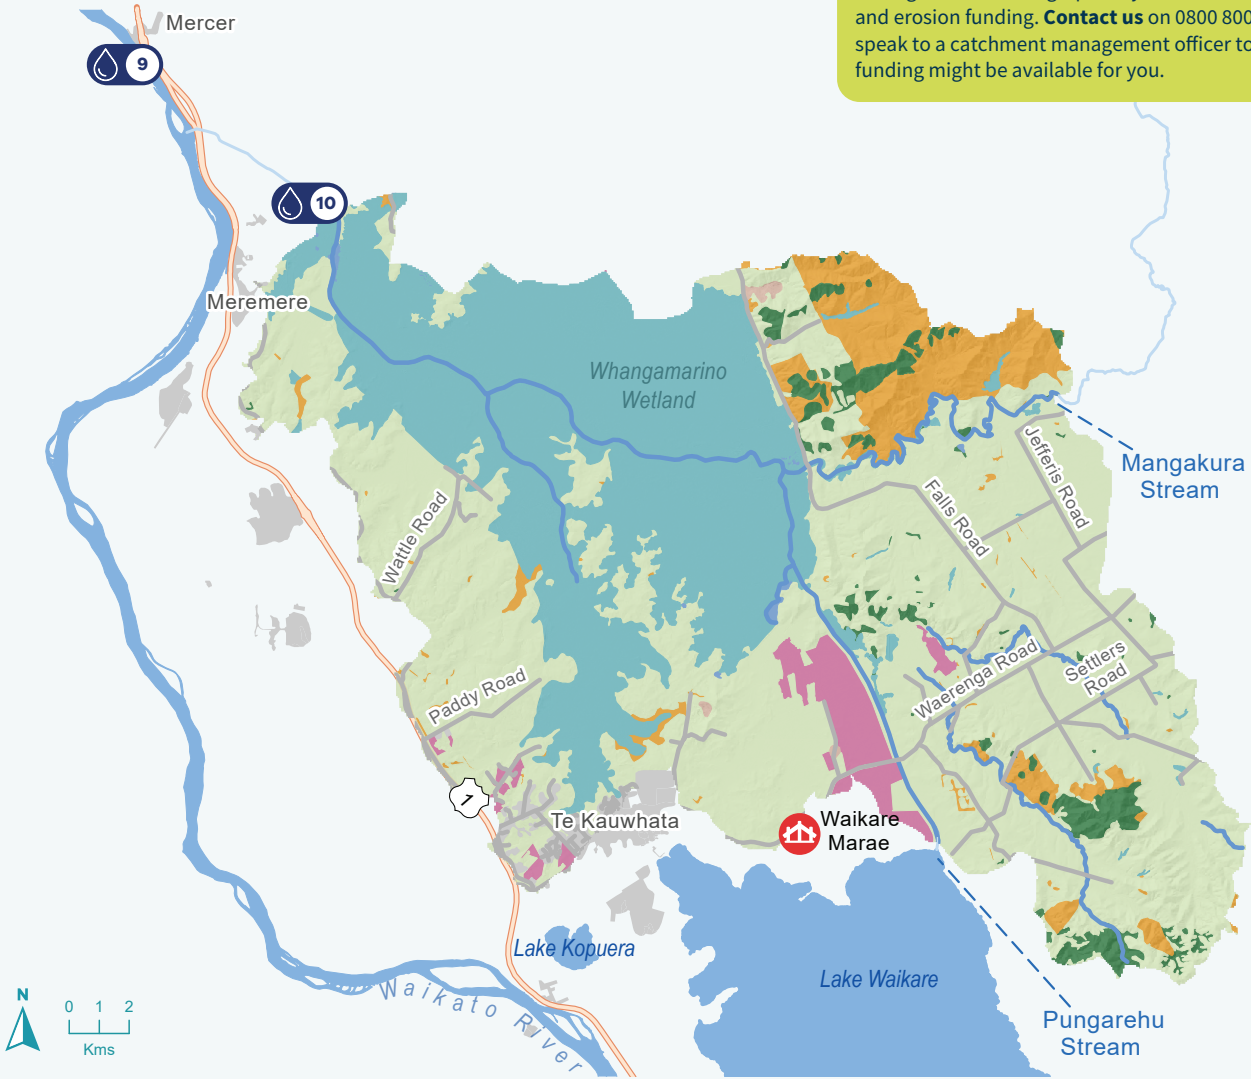 and erosion funding. Contact us on 0800 800
speak to a catchment management officer to
funding might be available for you.
Mercer
9
10
Meremere
Whangamarino
Wetland
Mangakura
Stream
Jefferis Road
Falls Road
Wattle Road
Waerenga Road
Settlers
Road
Paddy Road
1
Te Kauwhata
Waikare
Marae
Lake Kopuera
Lake Waikare
Waikato River
Pungarehu
Stream
N
0 1 2
Kms